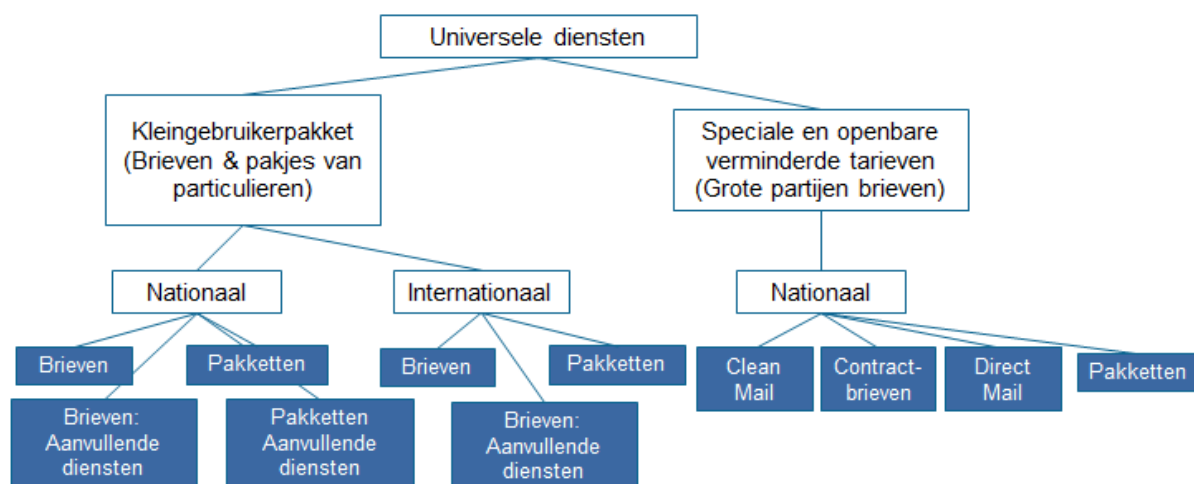 Universele diensten
Kleingebruikerpakket
(Brieven & pakjes van
particulieren)
Speciale en openbare
verminderde tarieven
(Grote partijen brieven)
Nationaal
Internationaal
Nationaal
Brieven
Pakketten
Brieven
Pakketten
Clean
Mail
Contract-
brieven
Direct
Mail
Pakketten
Brieven:
Aanvullende
diensten
Pakketten
Aanvullende
diensten
Brieven:
Aanvullende
diensten